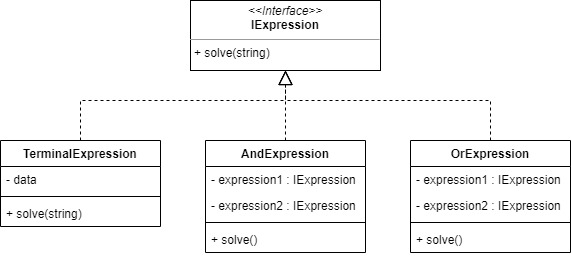 <<Interface>>
IExpression
+ solve(string)
TerminalExpression
- data
+ solve(string)
AndExpression
- expression1 : IExpression
- expression2 : IExpression
+ solve()
OrExpression
- expression1 : IExpression
- expression2 : IExpression
+ solve()